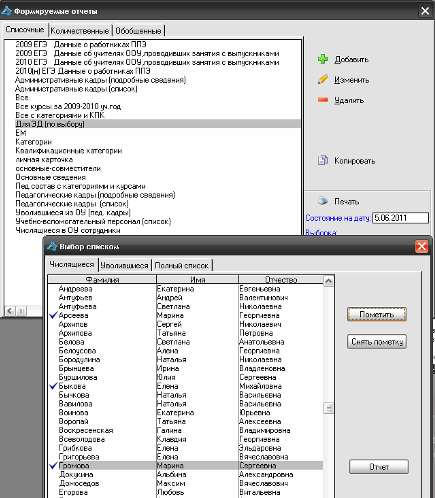 Формируемые отчеты
Списочные Количественные Обобщенные
2009 ЕГЭ Данные о работниках ППЭ
2009 ЕГЭ Данные об учителях ООУ,проводивших занятия с выпускниками
2010 ЕГЭ Данные об учителях ООУ,проводивших занятия с выпускниками
2010(н) ЕГЭ Данные о работниках ППЭ
Административные кадры (подробные сведения)
Административные кадры (список)
Все
Все курсы за 2009-2010 уч.год
Все с категориями и КПК
Для ЭД (по выбору)
ЕМ
Категории
Квалификационные категории
личная карточка
основные-совместители
Основные сведения
Пед.состав с категориями и курсами
Педагогические кадры (подробные сведения)
Педагогические кадры (список)
Уволившиеся из ОУ (пед. кадры)
Учебно-вспомогательный персонал (список)
Числящиеся в ОУ сотрудники
Добавить
Изменить
Удалить
Копировать
Печать
Состояние на дату: 5.06.2011
Выборка:
Выбор списком
Числящиеся Уволившиеся Полный список
Фамилия Имя Отчество
Андреева Екатерина Евгеньевна
Антуфьев Андрей Валентинович
Антуфьева Светлана Николаевна
Арсеева Марина Георгиевна
Архипов Сергей Николаевич
Архипова Татьяна Петровна
Белова Светлана Анатольевна
Белоусова Алена Георгиевна
Бородулина Наталья Георгиевна
Брынцева Ирина Владленовна
Буршилова Юлия Сергеевна
Быкова Елена Михайловна
Бычкова Наталья Васильевна
Вавилова Наталья Васильевна
Воинова Екатерина Юрьевна
Воропай Татьяна Алексеевна
Воскресенская Галина Владимировна
Всеволодова Клавдия Георгиевна
Грибкова Елена Эльдаровна
Григорьева Елена Вячеславовна
Громова Марина Сергеевна
Докукина Альбина Александровна
Домоседов Максим Вячеславович
Егорова Любовь Витальевна
Пометить
Снять пометку
Отчет